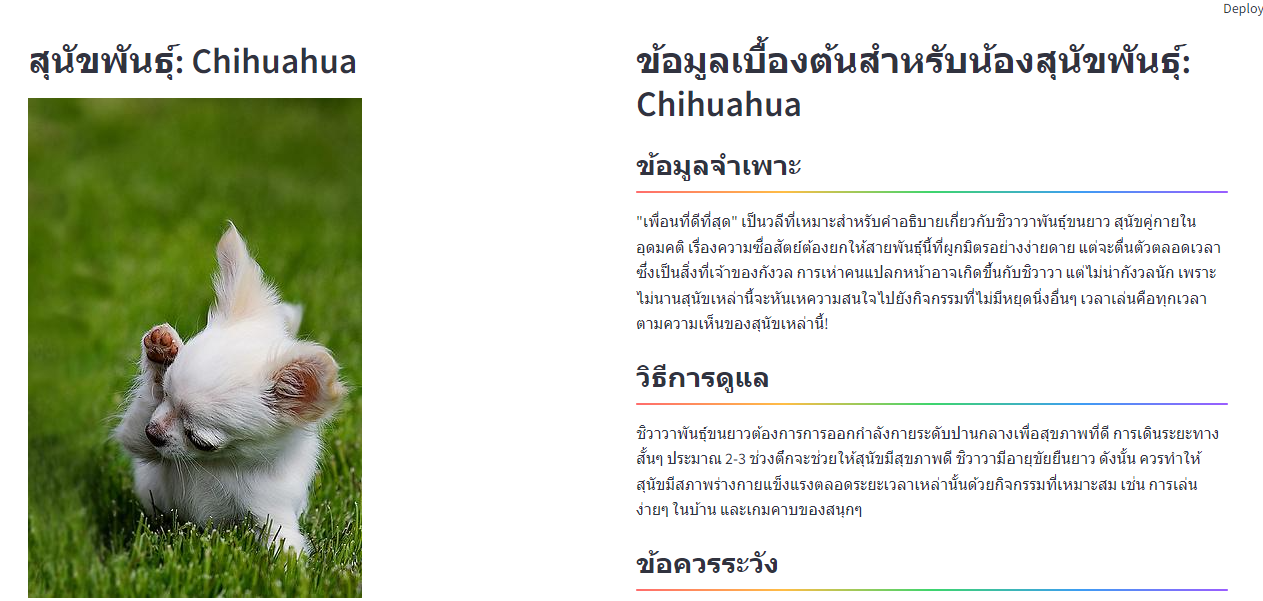 Deploy
สุนัขพันธุ์: Chihuahua
ข้อมูลเบื้องต้นสำหรับน้องสุนัขพันธุ์:
Chihuahua
ข้อมูลจำเพาะ
"เพื่อนที่ดีที่สุด" เป็นวลีที่เหมาะสำหรับคำอธิบายเกี่ยวกับชิวาวาพันธุ์ขนยาว สุนัขคู่กายใน
อุดมคติ เรื่องความซื่อสัตย์ต้องยกให้สายพันธุ์นี้ที่ผูกมิตรอย่างง่ายดาย แต่จะตื่นตัวตลอดเวลา
ซึ่งเป็นสิ่งที่เจ้าของกังวล การเห่าคนแปลกหน้าอาจเกิดขึ้นกับชิวาวา แต่ไม่น่ากังวลนัก เพราะ
ไม่นานสุนัขเหล่านี้จะหันเหความสนใจไปยังกิจกรรมที่ไม่มีหยุดนิ่งอื่นๆ เวลาเล่นคือทุกเวลา
ตามความเห็นของสุนัขเหล่านี้!
วิธีการดูแล
ชิวาวาพันธุ์ขนยาวต้องการการออกกำลังกายระดับปานกลางเพื่อสุขภาพที่ดี การเดินระยะทาง
สั้นๆ ประมาณ 2-3 ช่วงตึกจะช่วยให้สุนัขมีสุขภาพดี ชิวาวามีอายุขัยยืนยาว ดังนั้น ควรทำให้
สุนัขมีสภาพร่างกายแข็งแรงตลอดระยะเวลาเหล่านั้นด้วยกิจกรรมที่เหมาะสม เช่น การเล่น
ง่ายๆ ในบ้าน และเกมคาบของสนุกๆ
ข้อควรระวัง